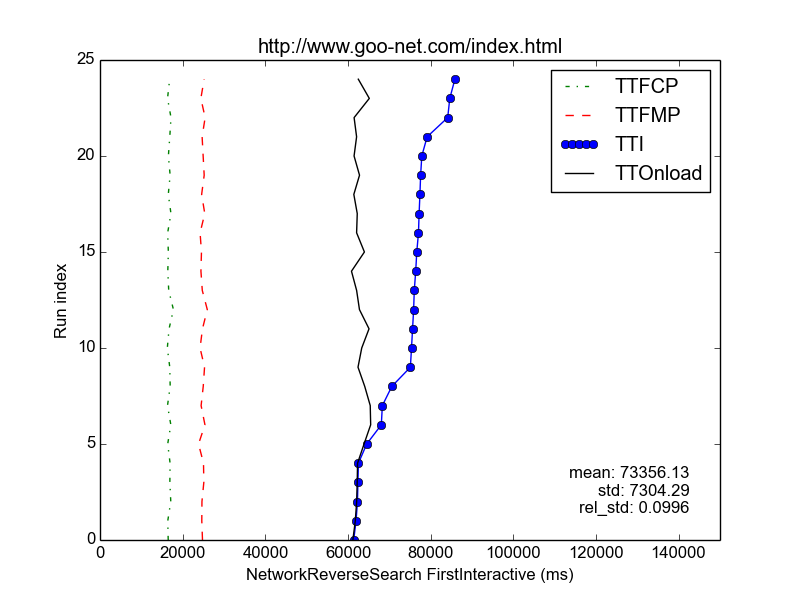 http://www.goo-net.com/index.html
TTFCP
TTFMP
TTI
TTOnload
25
20
15
10
5
0
Run index
mean: 73356.13
std: 7304.29
rel_std: 0.0996
0 20000 40000 60000 80000 100000 120000 140000
NetworkReverseSearch FirstInteractive (ms)